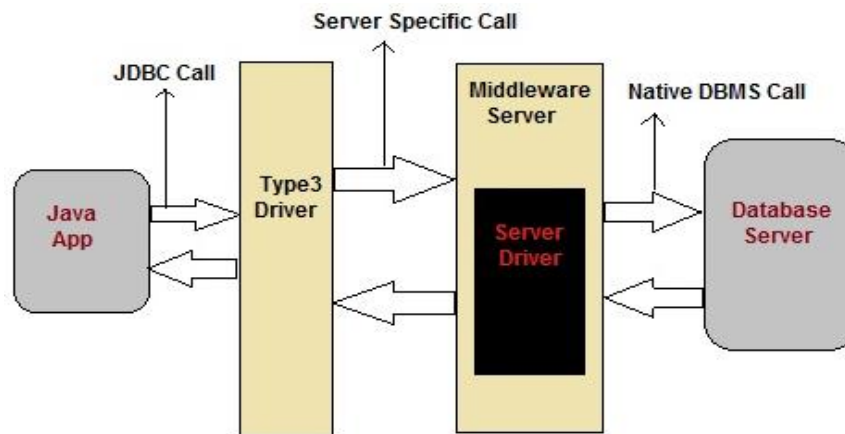 Server Specific Call
JDBC Call
Middleware
Server
Native DBMS Call
Type3
Driver
Java
App
Server
Driver
Database
Server